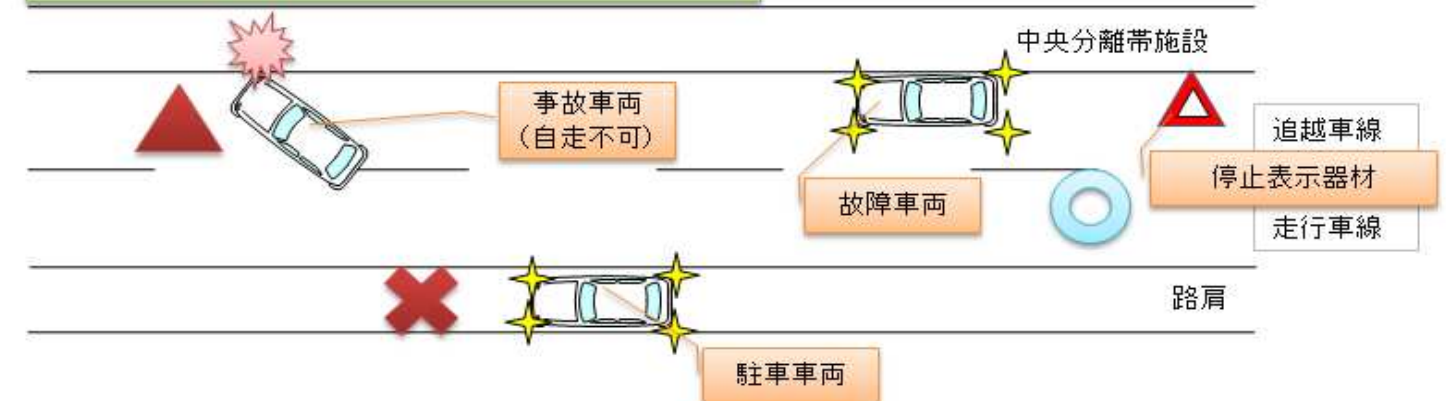 中央分離帯施設
事故車両
（自走不可）
追越車線
停止表示器材
故障車両
走行車線
路肩
駐車車両